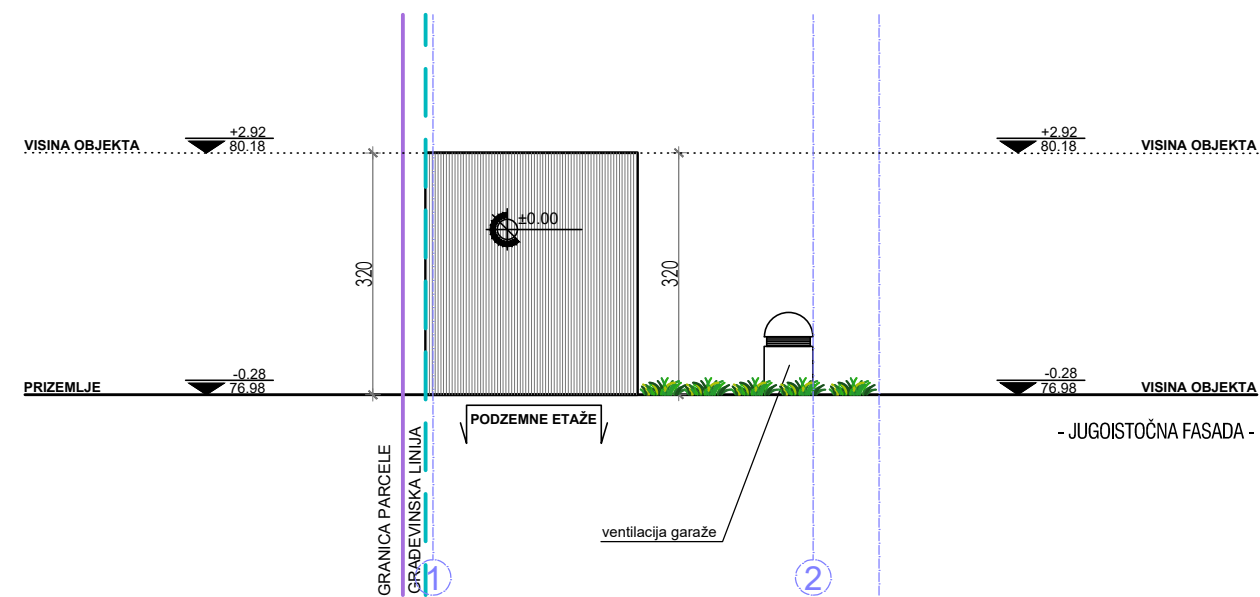 +2.92
VISINA OBJEKTA
80.18
+2.92
80.18
VISINA OBJEKTA
±0.00
320
320
-0.28
PRIZEMLJE
76.98
-0.28
76.98
VISINA OBJEKTA
PODZEMNE ETAŽE
- JUGOISTOČNA FASADA -
GRANICA PARCELE
GRAĐEVINSKA LINIJA
ventilacija garaže
1
2